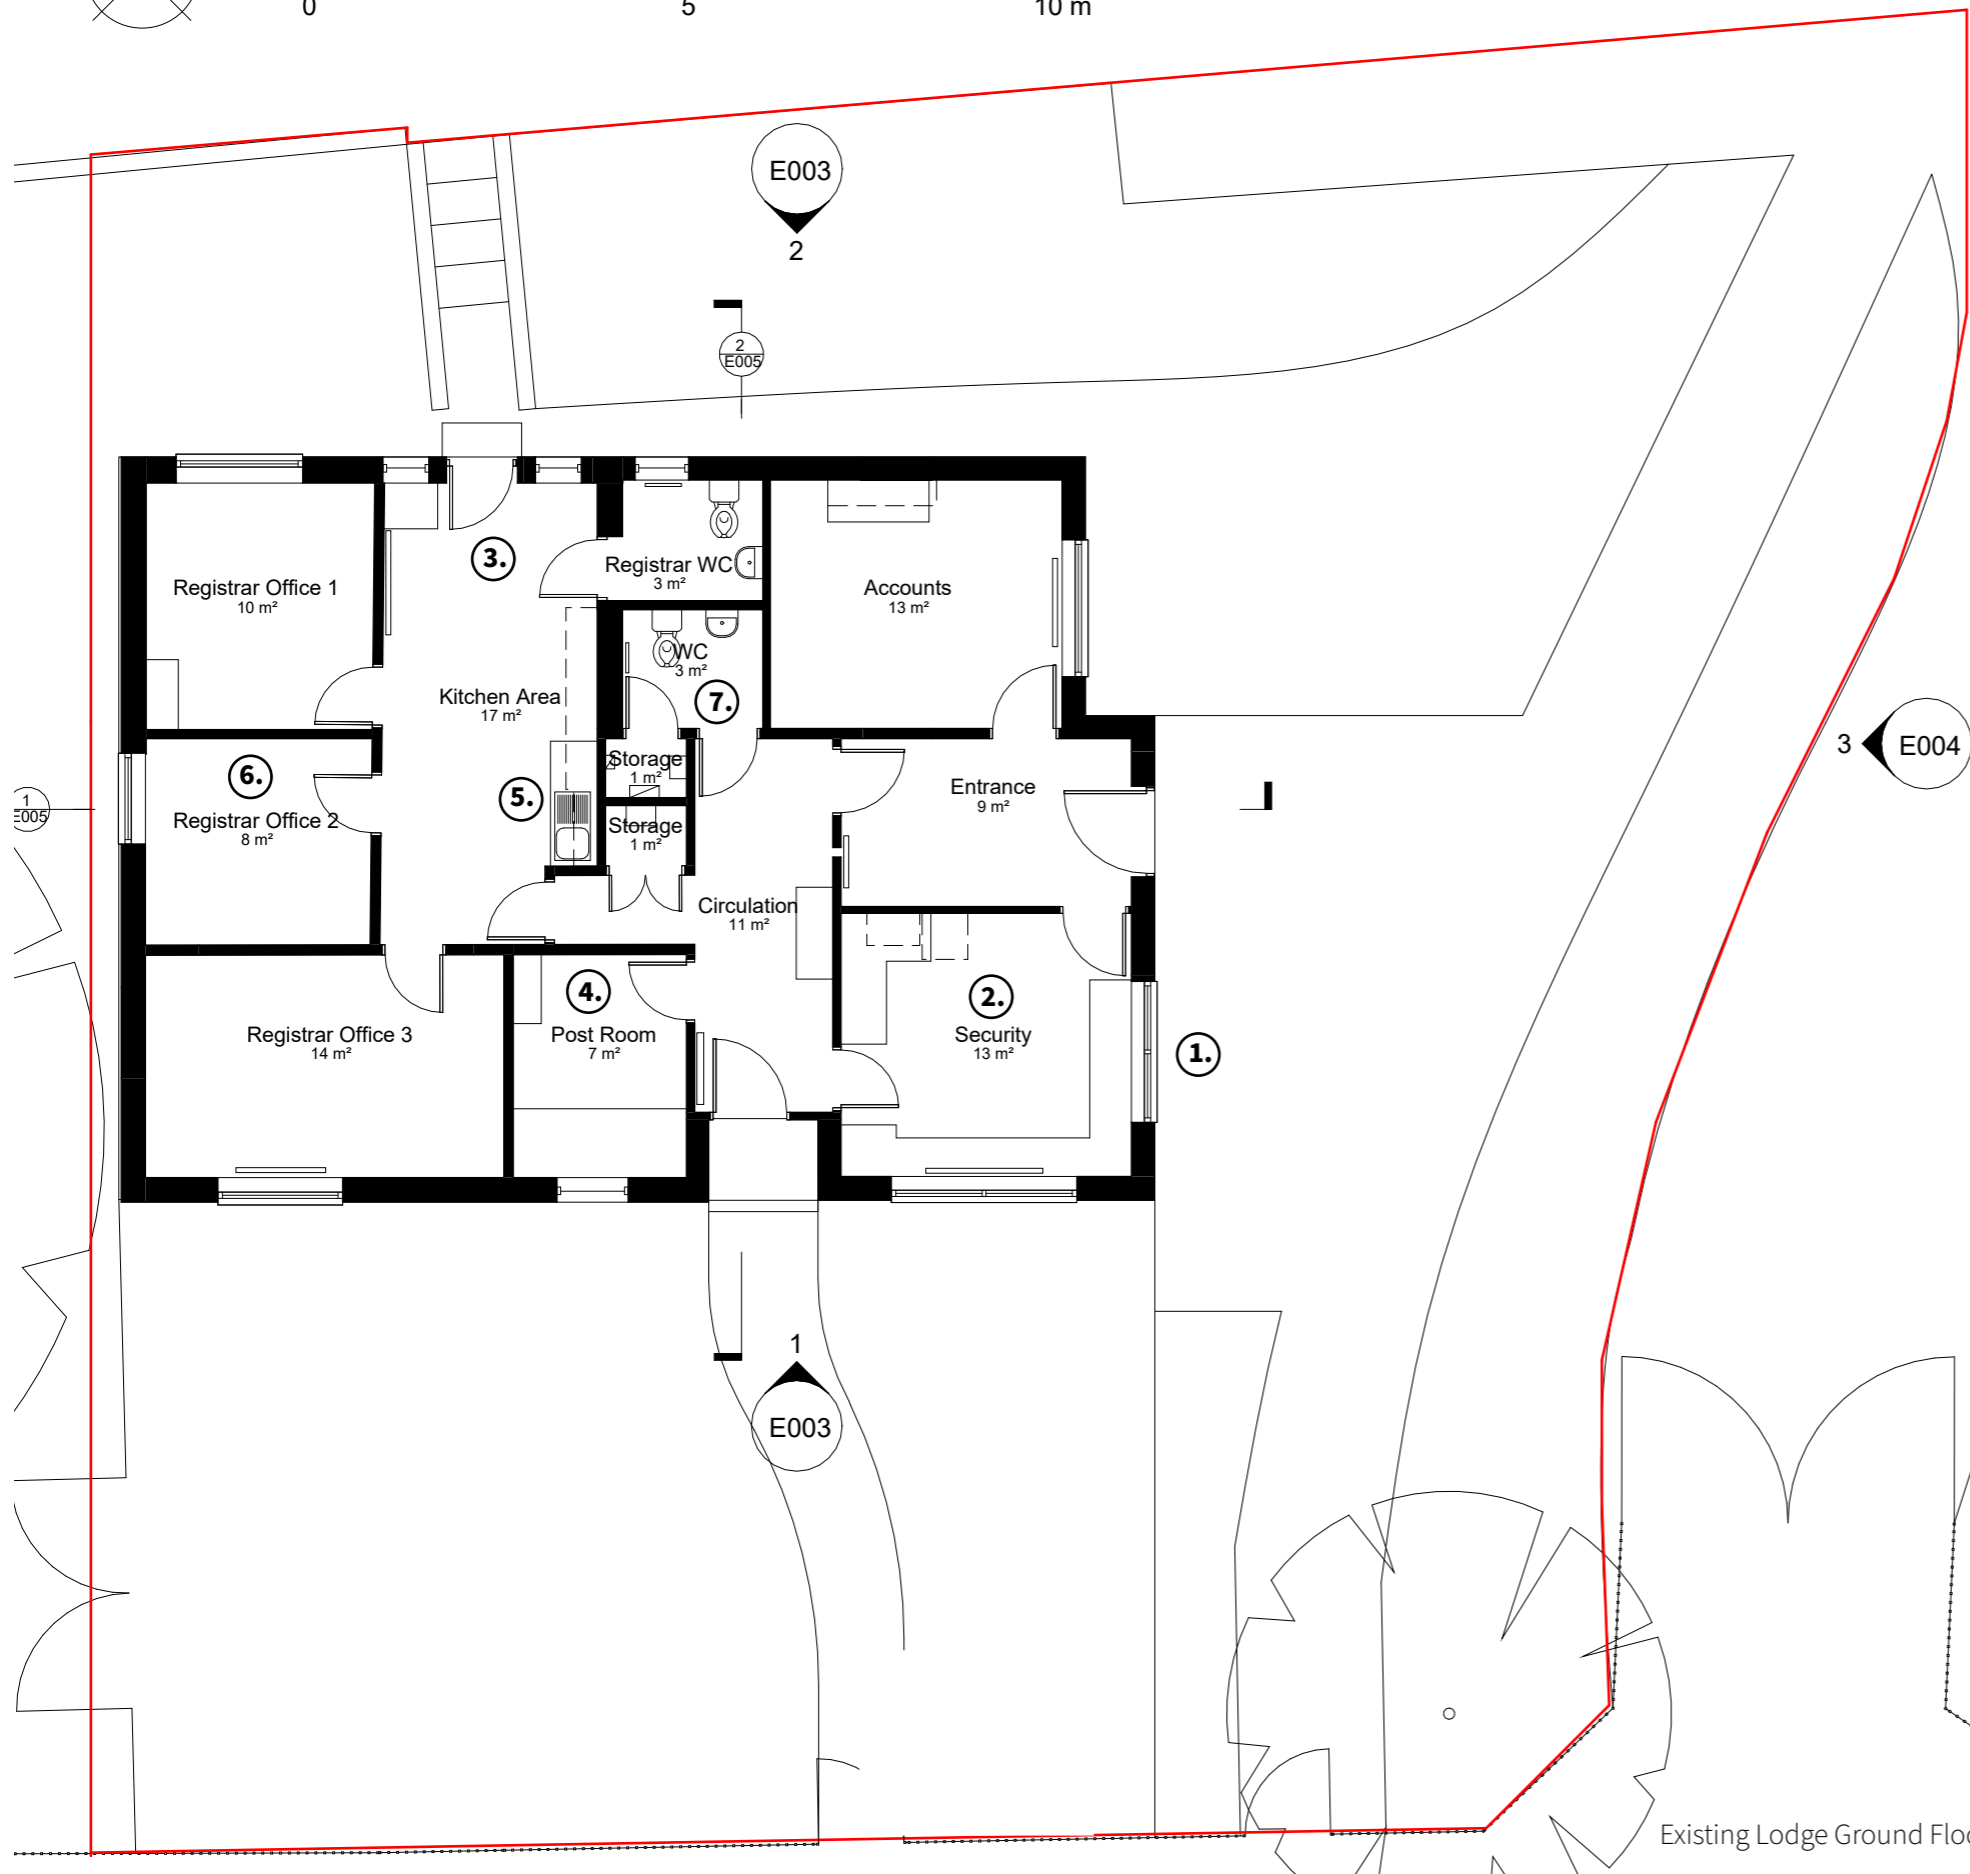 0 5 10 m
E003
2
2
E005
3.
Registrar WC
3 m²
Registrar Office 1
10 m²
Accounts
13 m²
WC
3 m²
7.
Kitchen Area
17 m²
3 E004
6.
5.
Storage
1 m²
Entrance
9 m²
1
E005
Registrar Office 2
8 m²
Storage
1 m²
Circulation
11 m²
4.
2.
Registrar Office 3
14 m²
Post Room
7 m²
Security
13 m²
1.
1
E003
Existing Lodge Ground